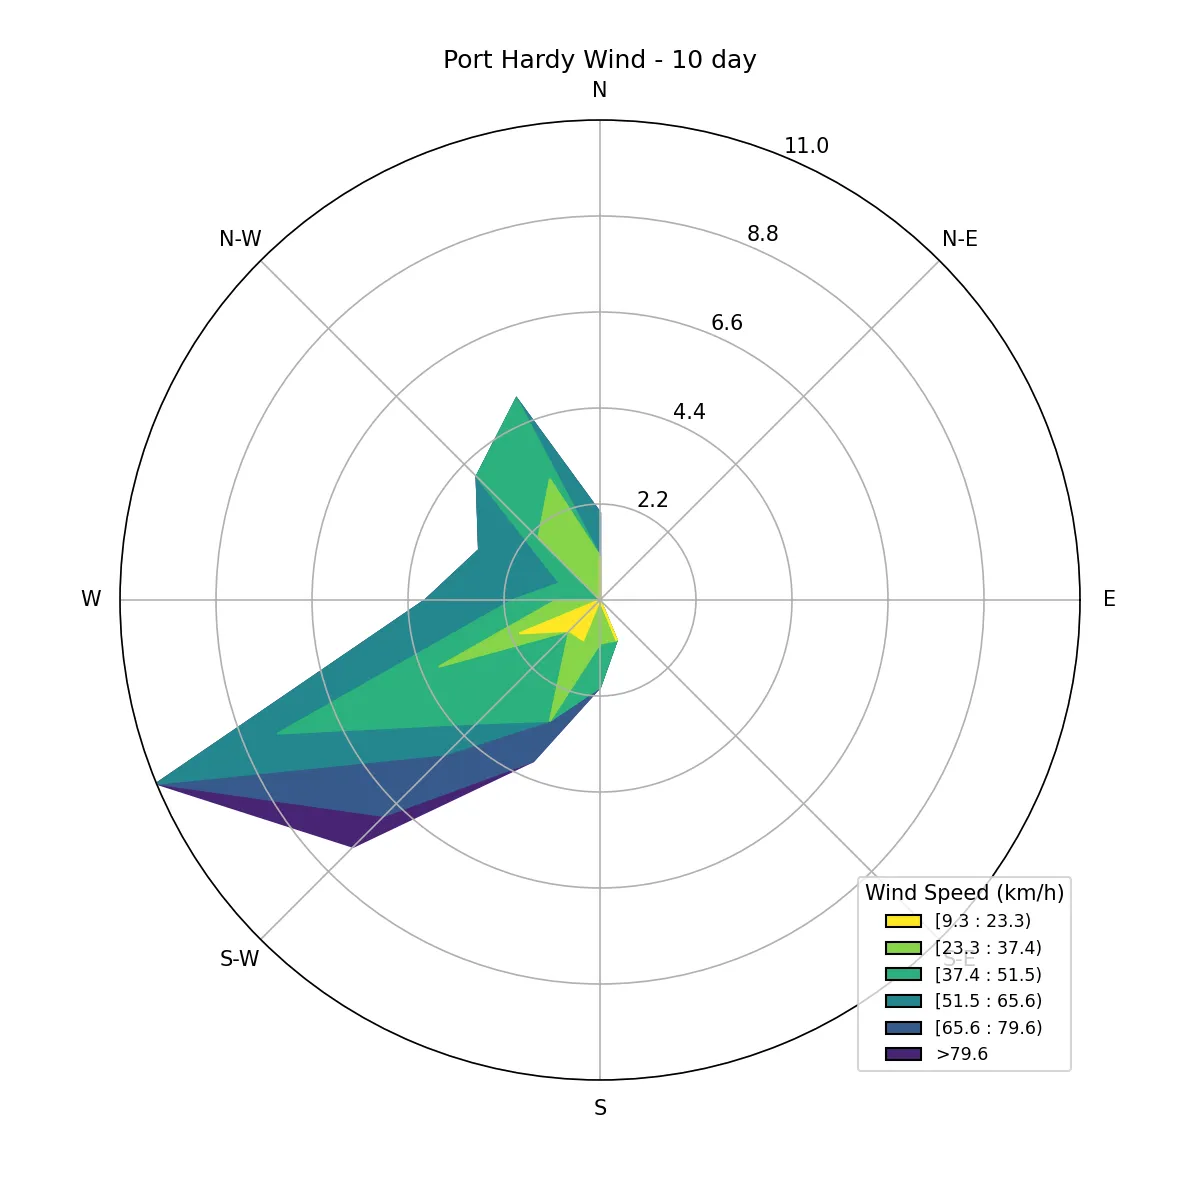 Port Hardy Wind - 10 day
N
11.0
N-W
N-E
8.8
6.6
4.4
2.2
W
E
S-W
S-E
S
Wind Speed (km/h)
[9.3 : 23.3)
[23.3 : 37.4)
[37.4 : 51.5)
[51.5 : 65.6)
[65.6 : 79.6)
>79.6